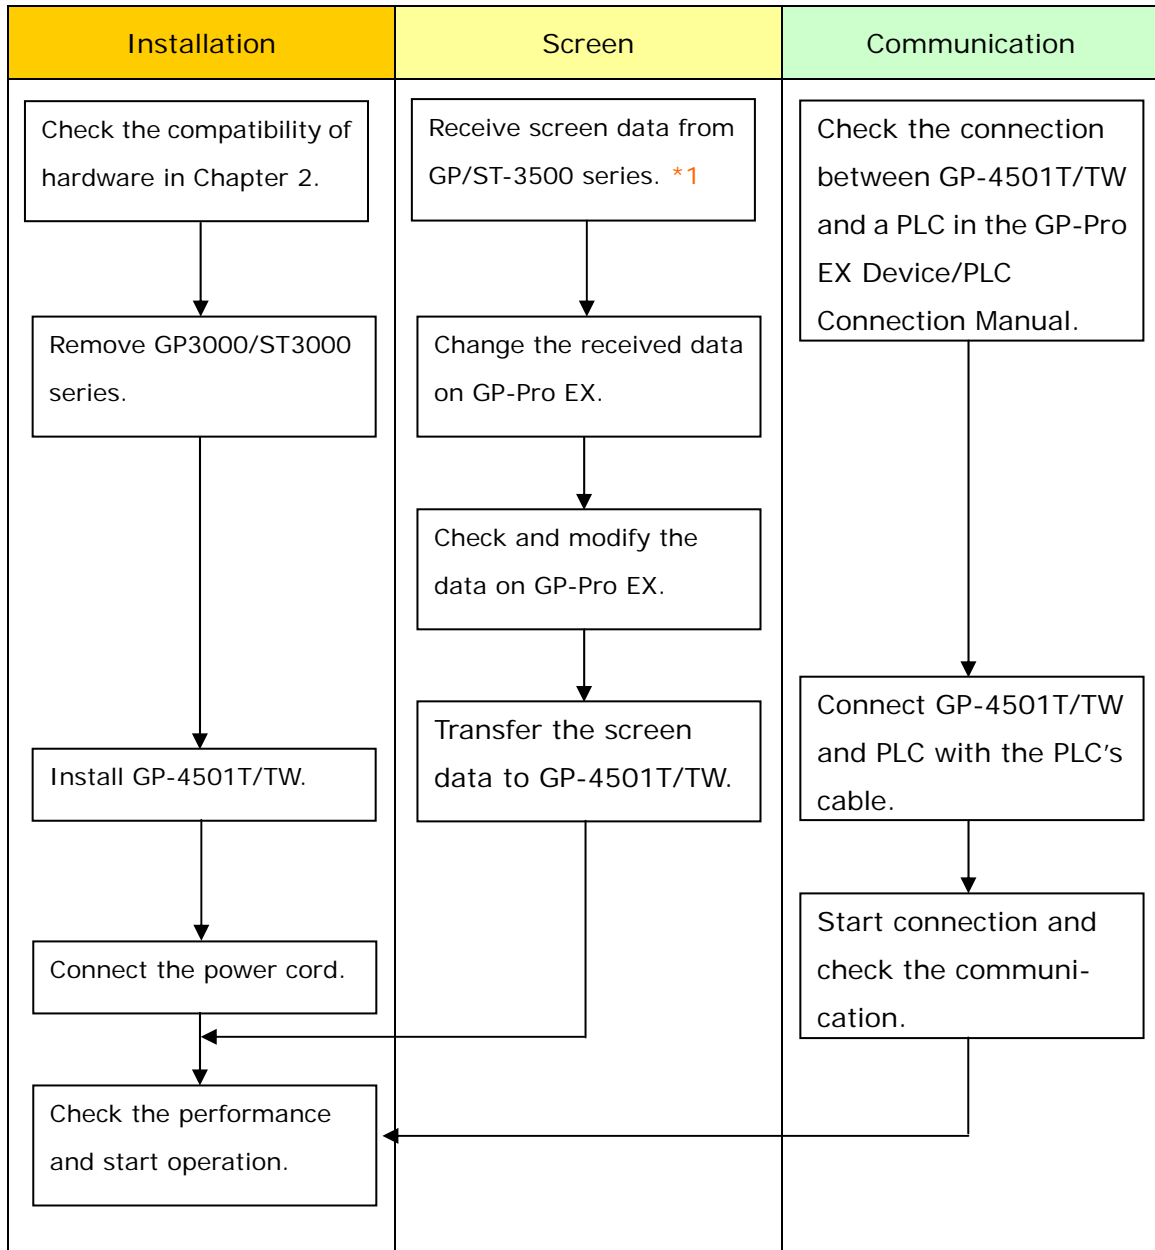 Installation
Screen
Communication
Check the compatibility of
hardware in Chapter 2.
Remove GP3000/ST3000
series.
Install GP-4501T/TW.
Connect the power cord.
Check the performance
and start operation.
Receive screen data from
GP/ST-3500 series. *1
Change the received data
on GP-Pro EX.
Check and modify the
data on GP-Pro EX.
Transfer the screen
data to GP-4501T/TW.
Check the connection
between GP-4501T/TW
and a PLC in the GP-Pro
EX Device/PLC
Connection Manual.
Connect GP-4501T/TW
and PLC with the PLC’s
cable.
Start connection and
check the communi-
cation.